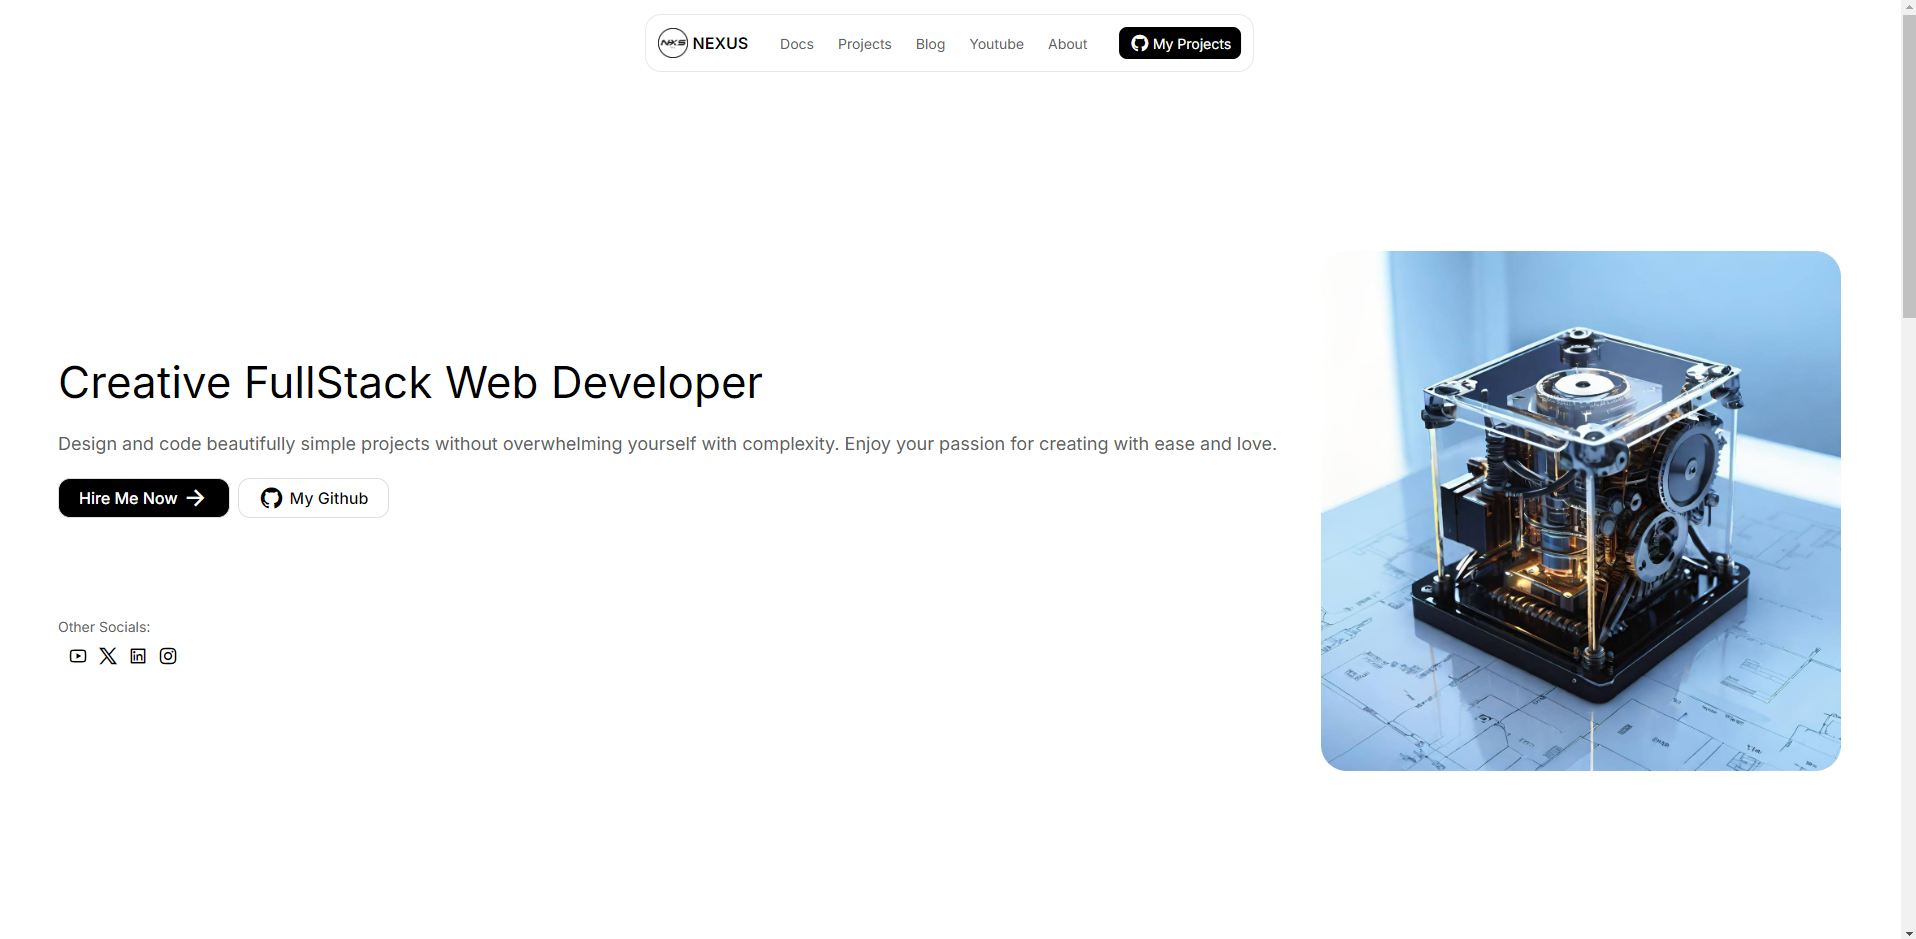 NXS NEXUS Docs Projects Blog Youtube About My Projects
Creative FullStack Web Developer
Design and code beautifully simple projects without overwhelming yourself with complexity. Enjoy your passion for creating with ease and love.
Hire Me Now My Github
Other Socials: